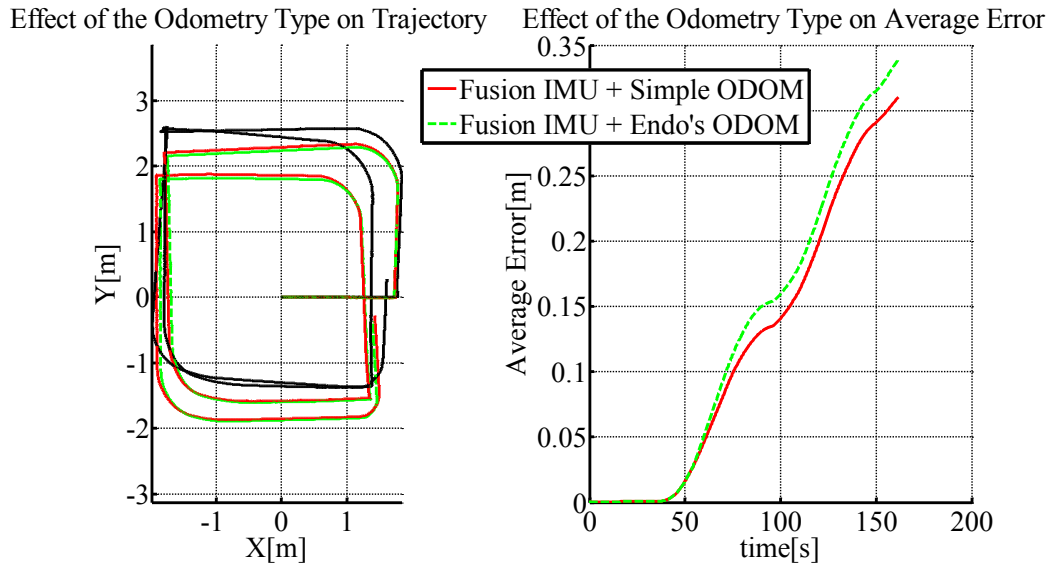 Effect of the Odometry Type on Trajectory
Effect of the Odometry Type on Average Error
Fusion IMU + Simple ODOM
Fusion IMU + Endo's ODOM
Y[m]
3
2
1
0
-1
-2
-3
-1
0
1
X[m]
Average Error[m]
0.35
0.25
0.2
0.15
0.1
0.05
0
0
50
100
150
200
time[s]